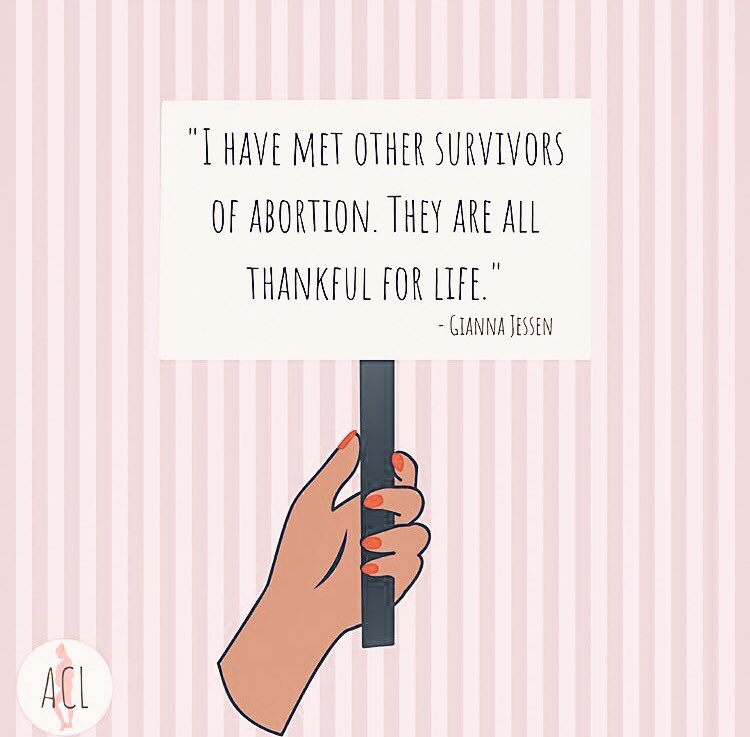 "I HAVE MET OTHER SURVIVORS
OF ABORTION. THEY ARE ALL
THANKFUL FOR LIFE."
- GIANNA JESSEN
ACL